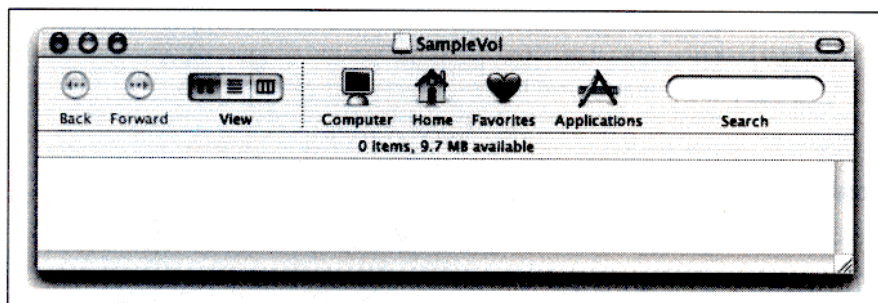 SampleVol
Back Forward View Computer Home Favorites Applications Search
0 items, 9.7 MB available